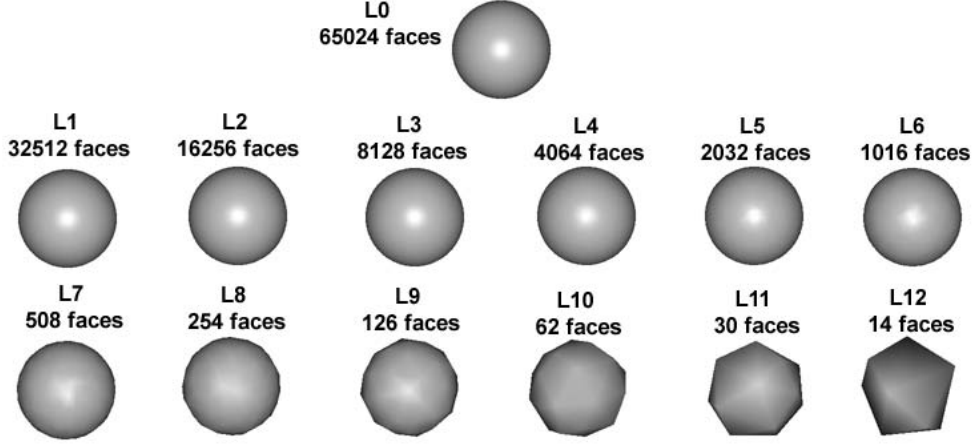 L0
65024 faces
L1
32512 faces
L2
16256 faces
L3
8128 faces
L4
4064 faces
L5
2032 faces
L6
1016 faces
L7
508 faces
L8
254 faces
L9
126 faces
L10
62 faces
L11
30 faces
L12
14 faces